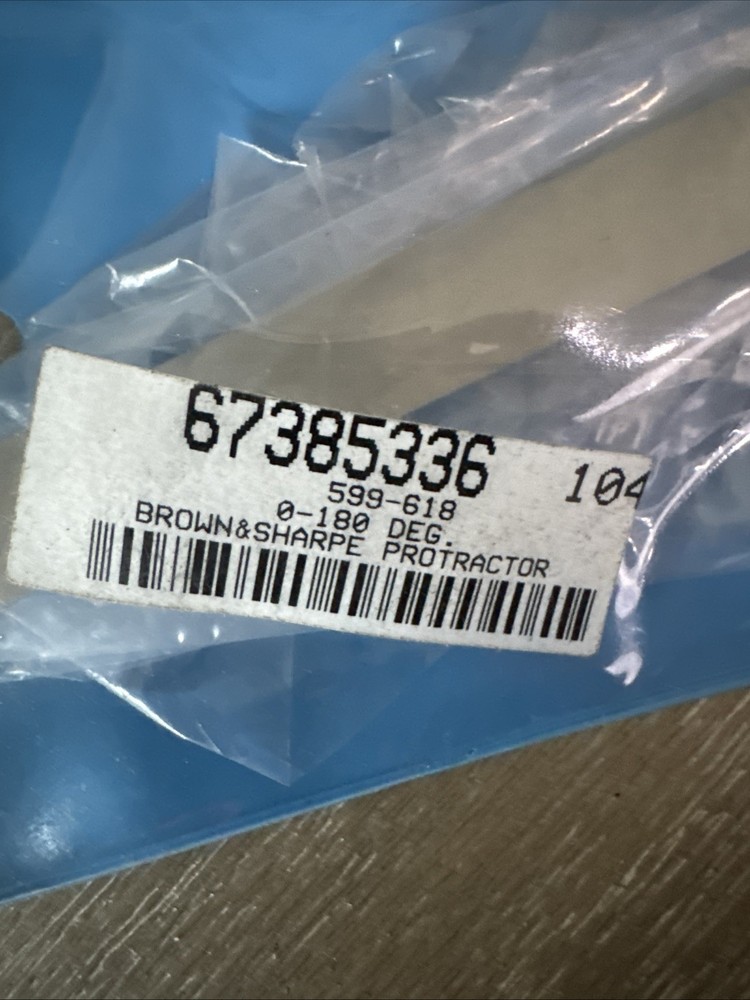 67385336 104
599-618
0-180 DEG.
BROWN&SHARPE PROTRACTOR